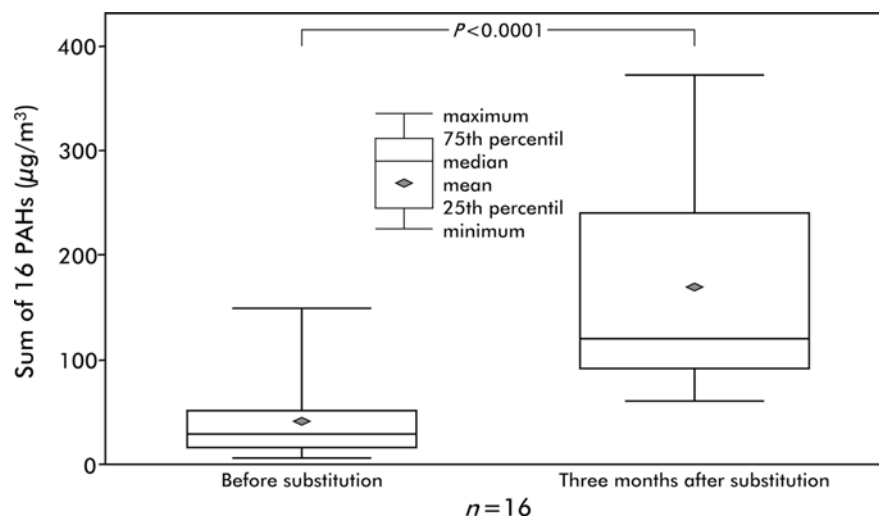 P<0.0001
400
300
200
100
0
Sum of 16 PAHs (µg/m³)
maximum
75th percentil
median
mean
25th percentil
minimum
Before substitution
Three months after substitution
n=16